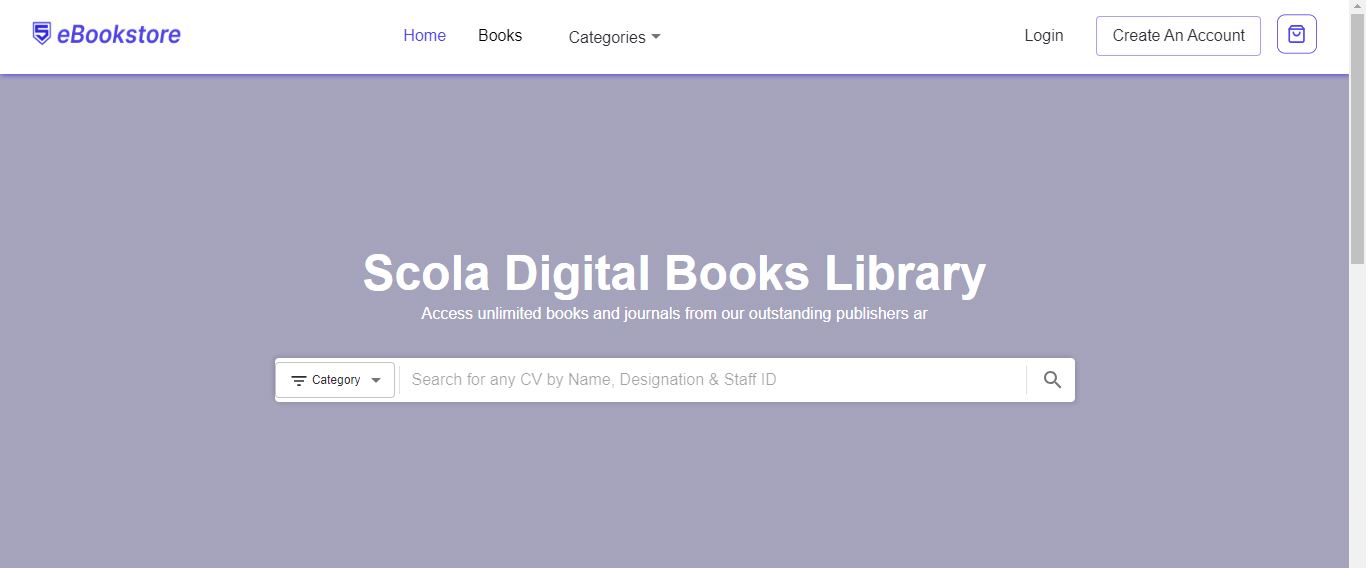 eBookstore
Home
Books
Categories
Login
Create An Account
Scola Digital Books Library
Access unlimited books and journals from our outstanding publishers ar
Category
Search for any CV by Name, Designation & Staff ID